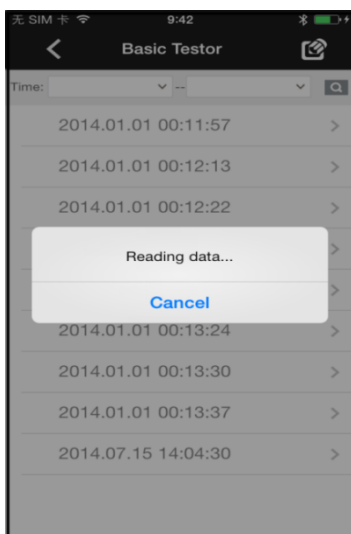 无 SIM 卡 9:42
Basic Testor
Time: --
2014.01.01 00:11:57
2014.01.01 00:12:13
2014.01.01 00:12:22
Reading data...
Cancel
2014.01.01 00:13:24
2014.01.01 00:13:30
2014.01.01 00:13:37
2014.07.15 14:04:30